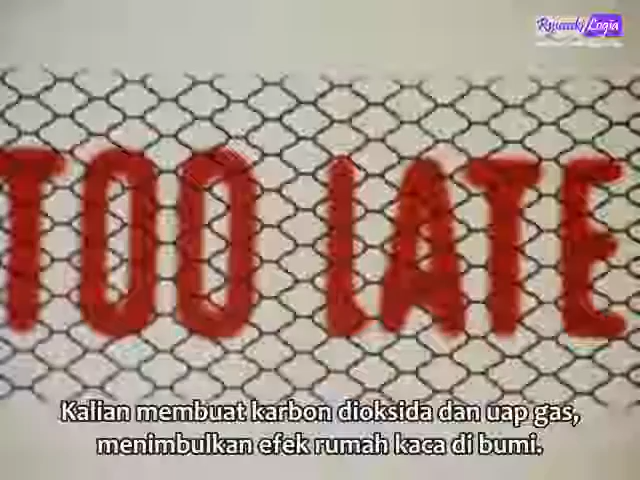 TOO LATE
Kalian membuat karbon dioksida dan uap gas,
menimbulkan efek rumah kaca di bumi.